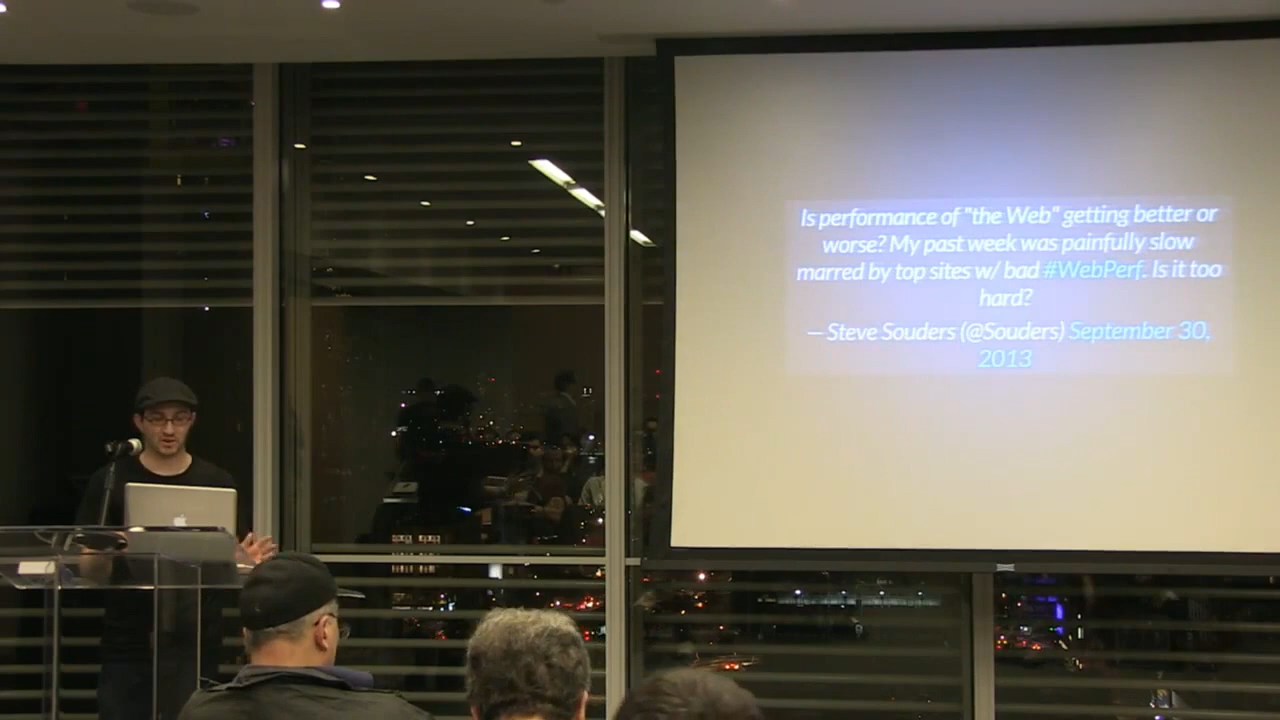 Is performance of "the Web" getting better or
worse? My past week was painfully slow
marred by top sites w/ bad #WebPerf. Is it too
hard?
— Steve Souders (@Souders) September 30,
2013